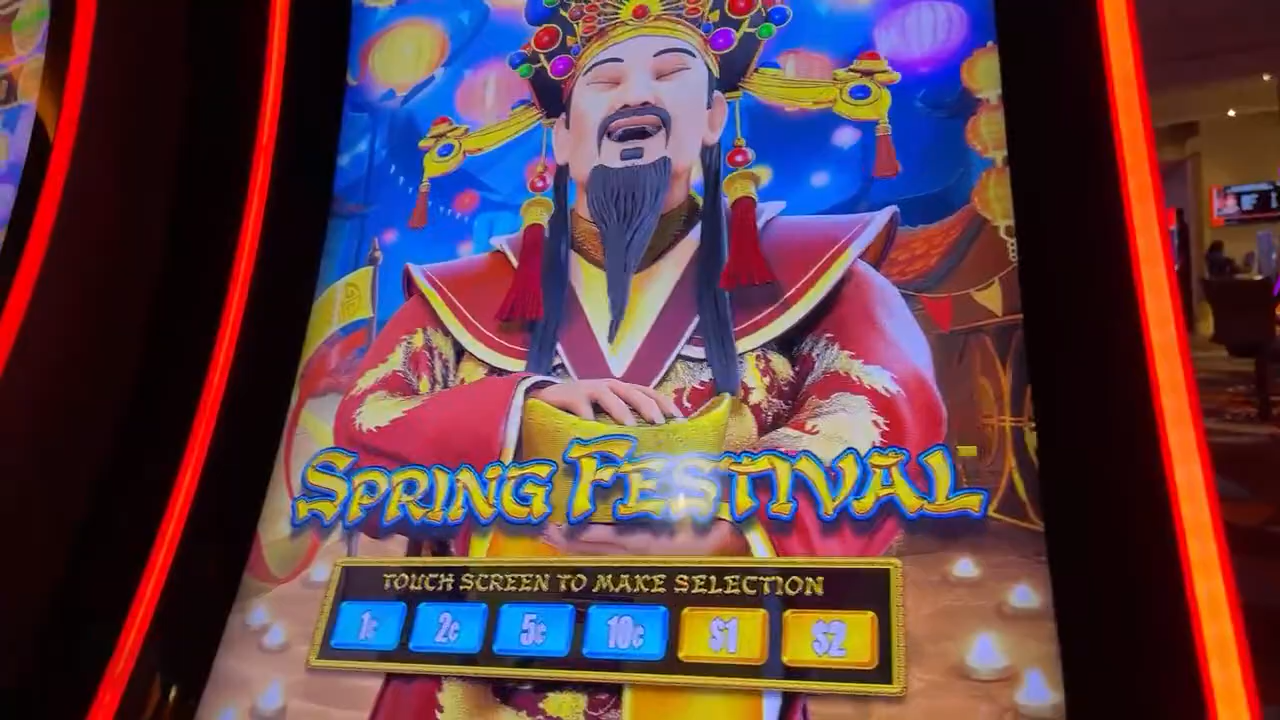 SPRING FESTIVAL
TOUCH SCREEN TO MAKE SELECTION
1¢ 2¢ 5¢ 10¢ $1 $2